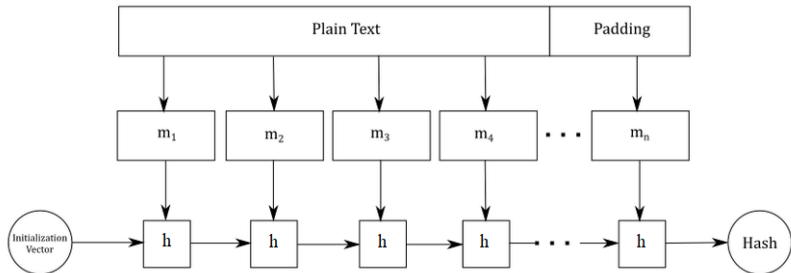 Plain Text
Padding
m₁
m₂
m₃
m₄
mₙ
Initialization
Vector
h
h
h
h
h
Hash